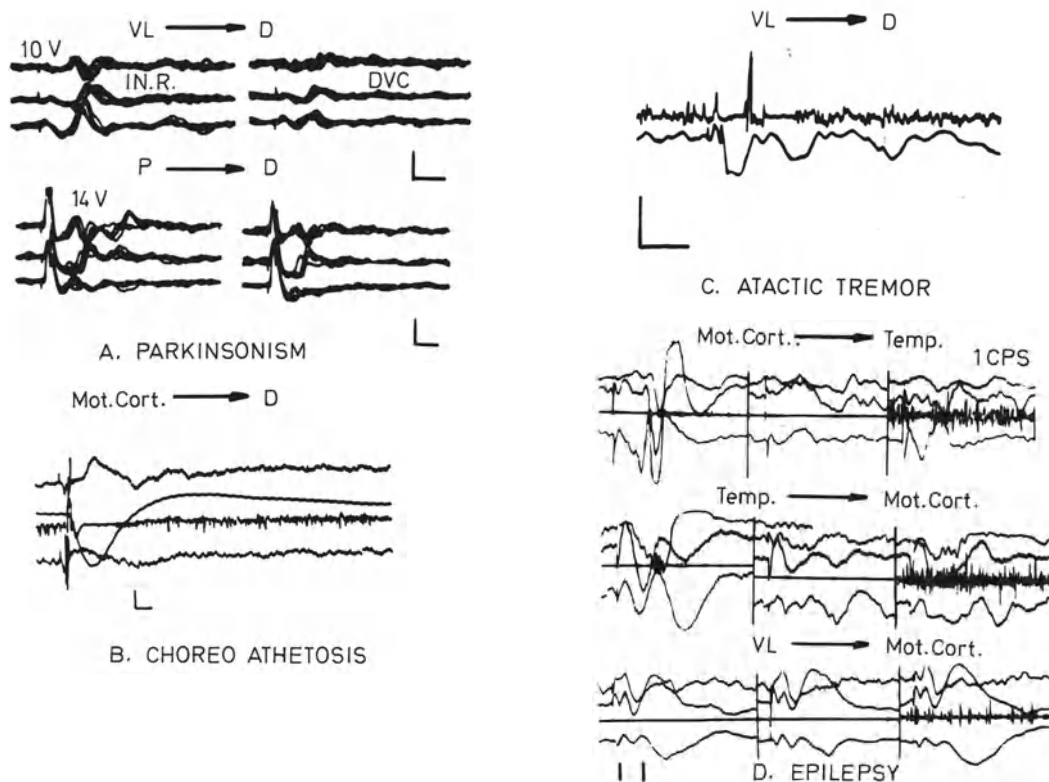 VL → D
10 V
IN.R. DVC
P → D
14 V
A. PARKINSONISM
Mot.Cort. → D
B. CHOREO ATHETOSIS
VL → D
C. ATACTIC TREMOR
Mot.Cort.. → Temp.
1 CPS
Temp. → Mot.Cort.
VL → Mot.Cort.
D. EPILEPSY